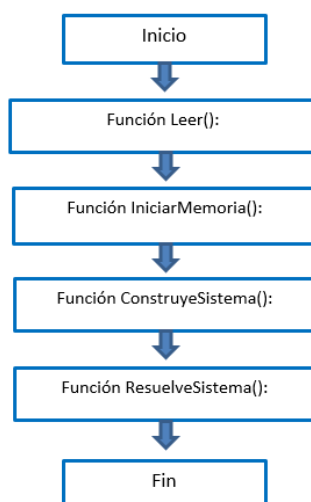 Inicio
Función Leer():
Función IniciarMemoria():
Función ConstruyeSistema():
Función ResuelveSistema():
Fin